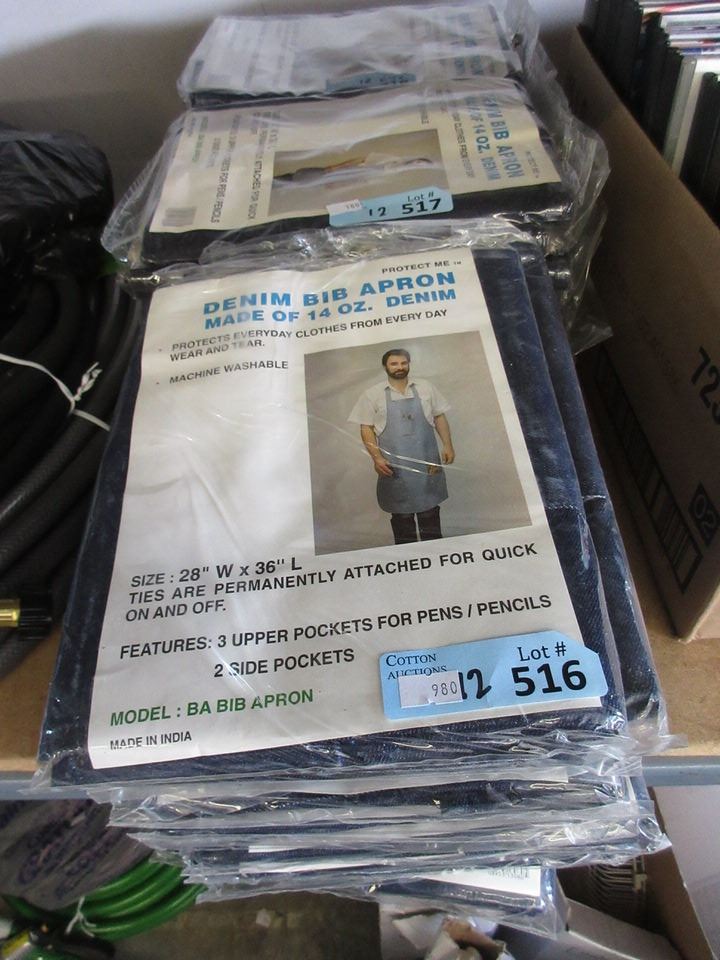 PROTECT ME ™
DENIM BIB APRON
MADE OF 14 OZ. DENIM
· PROTECTS EVERYDAY CLOTHES FROM EVERY DAY
WEAR AND TEAR.
· MACHINE WASHABLE
SIZE : 28" W x 36" L
TIES ARE PERMANENTLY ATTACHED FOR QUICK
ON AND OFF.
FEATURES: 3 UPPER POCKETS FOR PENS / PENCILS
2 SIDE POCKETS
MODEL : BA BIB APRON
MADE IN INDIA
COTTON
AUCTIONS
980
12
Lot #
516
Lot #
12 517
BIB APRON
OF 14 OZ. DENIM